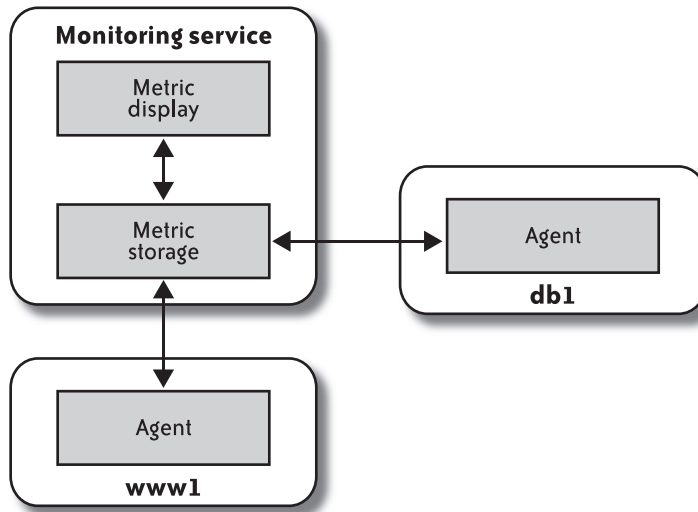 Monitoring service
Metric
display
Metric
storage
Agent
db1
Agent
www1